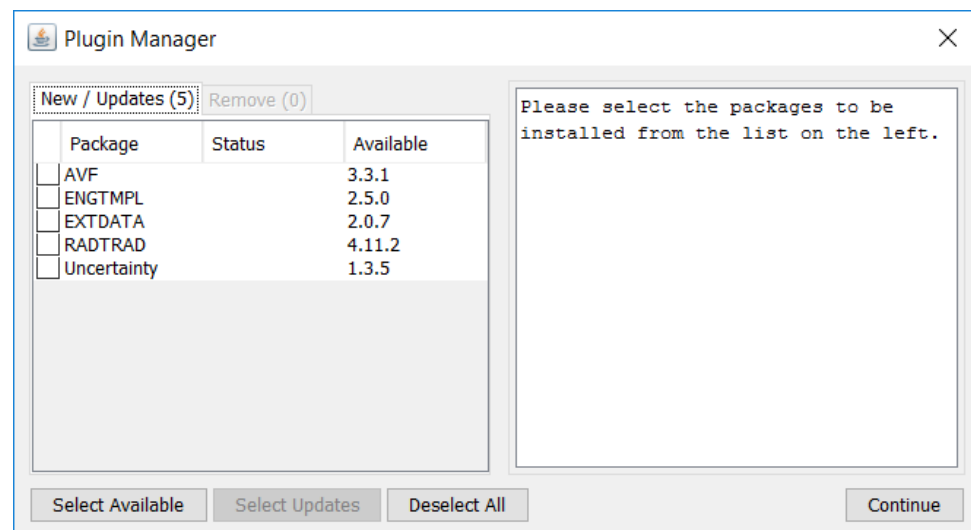 Plugin Manager
New / Updates (5) Remove (0)
Package Status Available
AVF 3.3.1
ENGTMPL 2.5.0
EXTDATA 2.0.7
RADTRAD 4.11.2
Uncertainty 1.3.5
Please select the packages to be
installed from the list on the left.
Select Available Select Updates Deselect All Continue